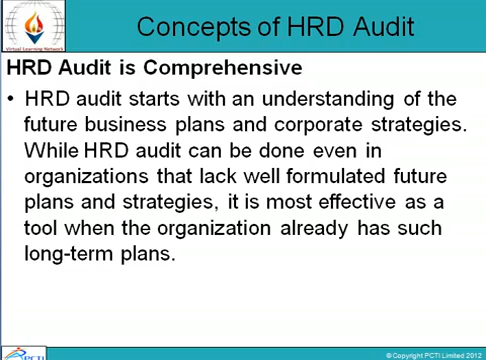 Concepts of HRD Audit
Virtual Learning Network
HRD Audit is Comprehensive
• HRD audit starts with an understanding of the
future business plans and corporate strategies.
While HRD audit can be done even in
organizations that lack well formulated future
plans and strategies, it is most effective as a
tool when the organization already has such
long-term plans.
PCTI
© Copyright PCTI Limited 2012